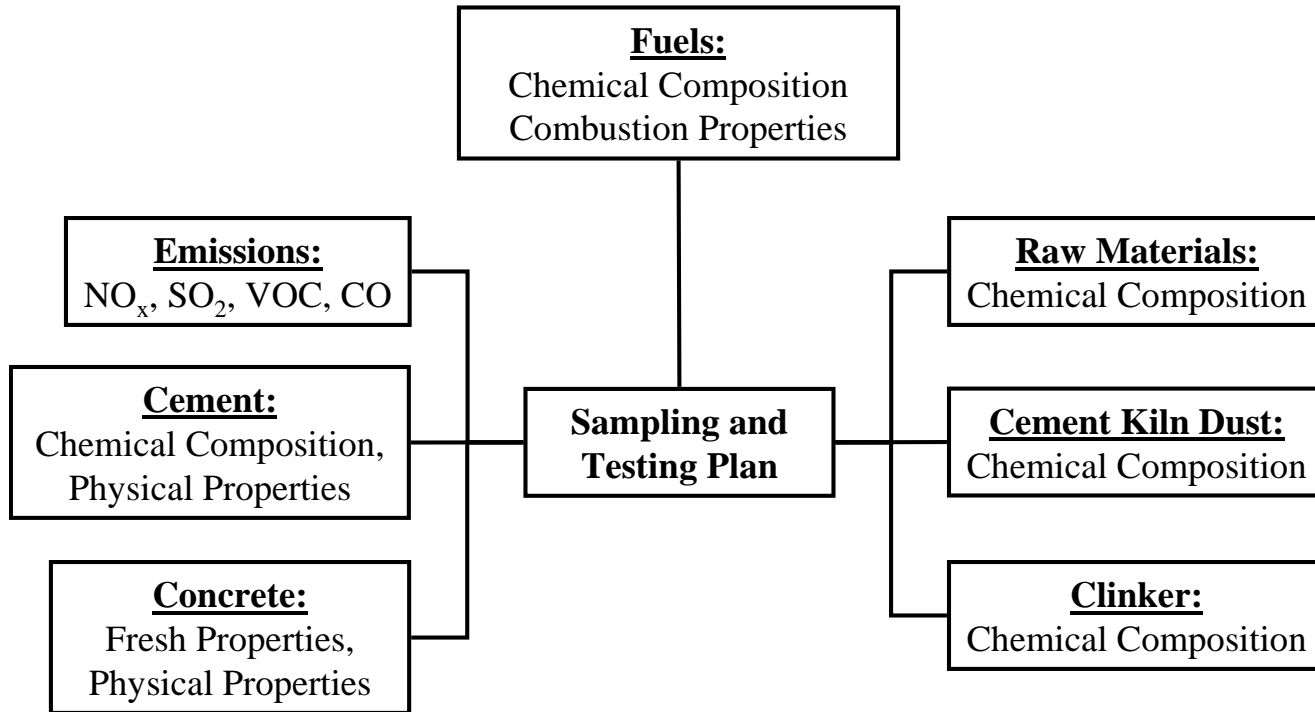 Fuels:
Chemical Composition
Combustion Properties
Emissions:
NOₓ, SO₂, VOC, CO
Cement:
Chemical Composition,
Physical Properties
Concrete:
Fresh Properties,
Physical Properties
Sampling and
Testing Plan
Raw Materials:
Chemical Composition
Cement Kiln Dust:
Chemical Composition
Clinker:
Chemical Composition